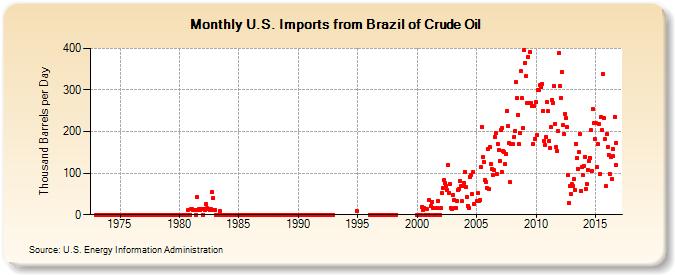 Monthly U.S. Imports from Brazil of Crude Oil
Thousand Barrels per Day
400
300
200
100
0
1975 1980 1985 1990 1995 2000 2005 2010 2015
Source: U.S. Energy Information Administration